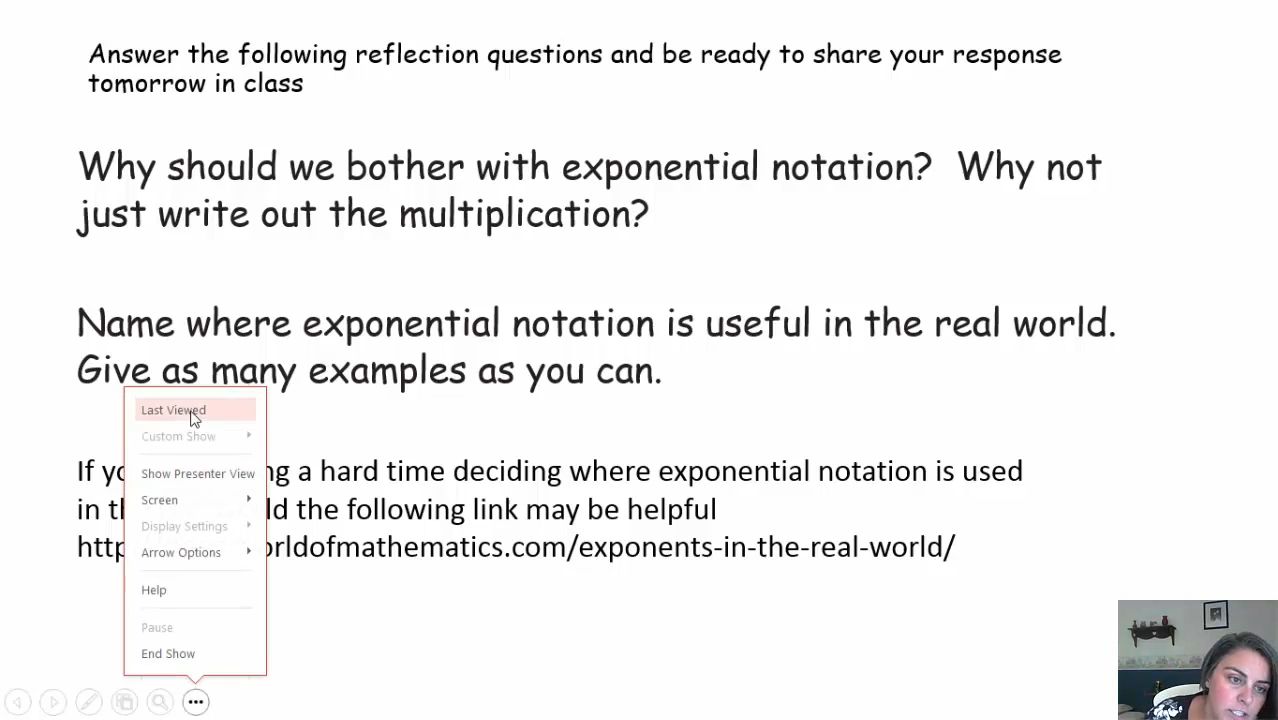 Answer the following reflection questions and be ready to share your response
tomorrow in class
Why should we bother with exponential notation? Why not
just write out the multiplication?
Name where exponential notation is useful in the real world.
Give as many examples as you can.
If a hard time deciding where exponential notation is used
in the following link may be helpful
orldofmathematics.com/exponents-in-the-real-world/
Last Viewed
Custom Show
Show Presenter View
Screen
Display Settings
Arrow Options
Help
Pause
End Show